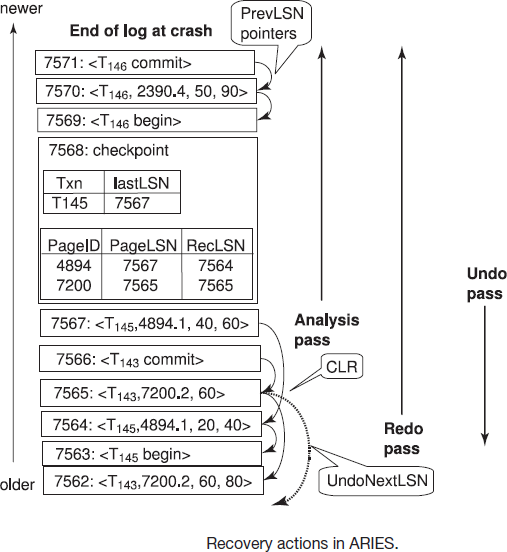 newer
End of log at crash
PrevLSN
pointers
7571: <T146 commit>
7570: <T146, 2390.4, 50, 90>
7569: <T146 begin>
7568: checkpoint
Txn lastLSN
T145 7567
PageID PageLSN RecLSN
4894 7567 7564
7200 7565 7565
7567: <T145,4894.1, 40, 60>
7566: <T143 commit>
7565: <T143,7200.2, 60>
7564: <T145,4894.1, 20, 40>
7563: <T145 begin>
7562: <T143,7200.2, 60, 80>
older
Analysis
pass
CLR
Redo
pass
Undo
pass
UndoNextLSN
Recovery actions in ARIES.